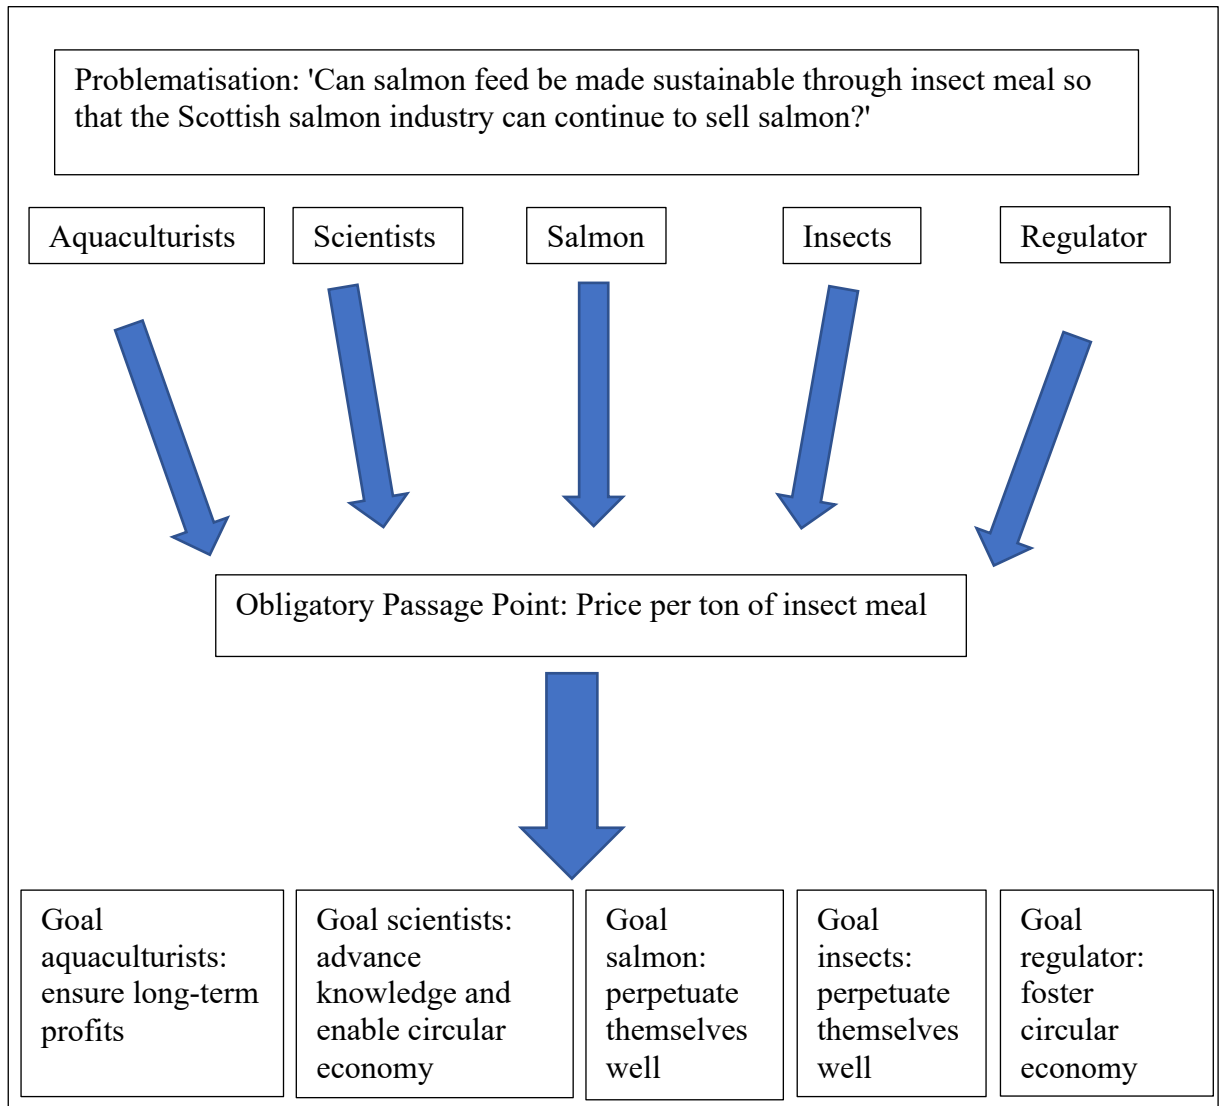 Problematisation: 'Can salmon feed be made sustainable through insect meal so
that the Scottish salmon industry can continue to sell salmon?'
Aquaculturists
Scientists
Salmon
Insects
Regulator
Obligatory Passage Point: Price per ton of insect meal
Goal
aquaculturists:
ensure long-term
profits
Goal scientists:
advance
knowledge and
enable circular
economy
Goal
salmon:
perpetuate
themselves
well
Goal
insects:
perpetuate
themselves
well
Goal
regulator:
foster
circular
economy